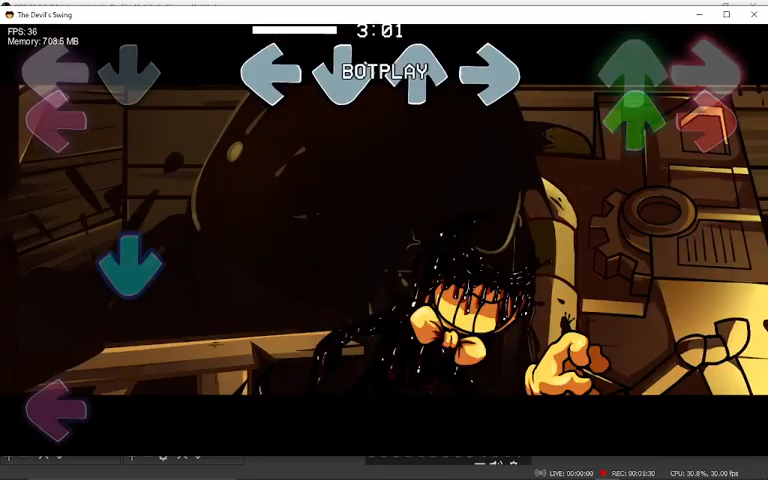 The Devil's Swing
FPS: 36
Memory: 708.5 MB
3:01
BOTPLAY
LIVE: 00:00:00
REC: 00:01:30
CPU: 30.8%, 30.00 fps